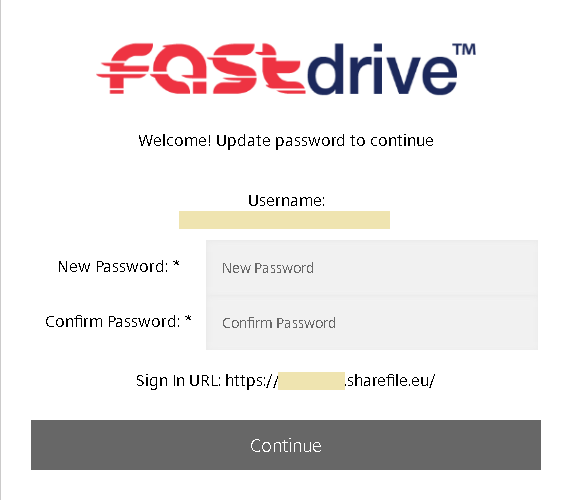 fastdrive™
Welcome! Update password to continue
Username:
New Password: * New Password
Confirm Password: * Confirm Password
Sign In URL: https://.sharefile.eu/
Continue